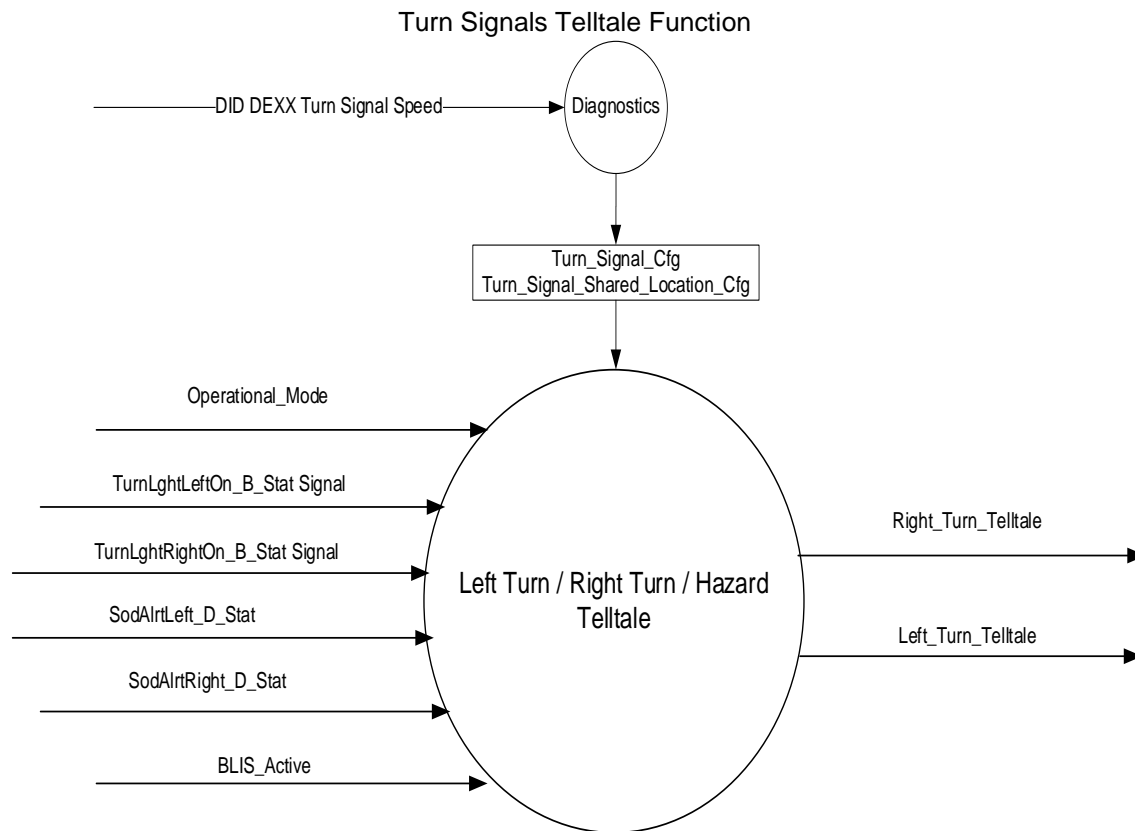 Turn Signals Telltale Function
DID DEXX Turn Signal Speed
Diagnostics
Turn_Signal_Cfg
Turn_Signal_Shared_Location_Cfg
Operational_Mode
TurnLghtLeftOn_B_Stat Signal
TurnLghtRightOn_B_Stat Signal
SodAlrtLeft_D_Stat
SodAlrtRight_D_Stat
BLIS_Active
Left Turn / Right Turn / Hazard
Telltale
Right_Turn_Telltale
Left_Turn_Telltale